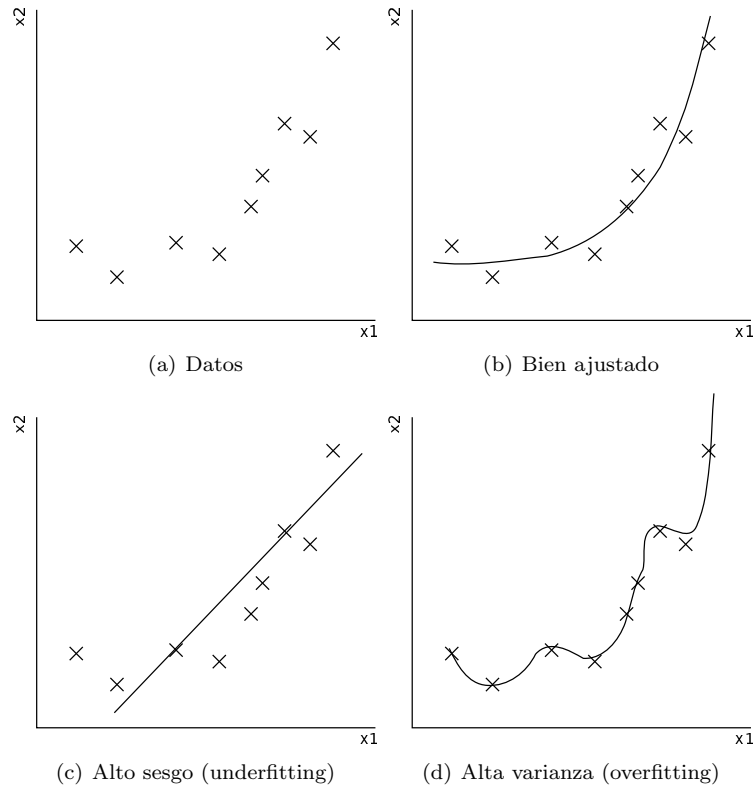 x2
x2
x1
x1
(a) Datos
(b) Bien ajustado
x2
x2
x1
x1
(c) Alto sesgo (underfitting)
(d) Alta varianza (overfitting)